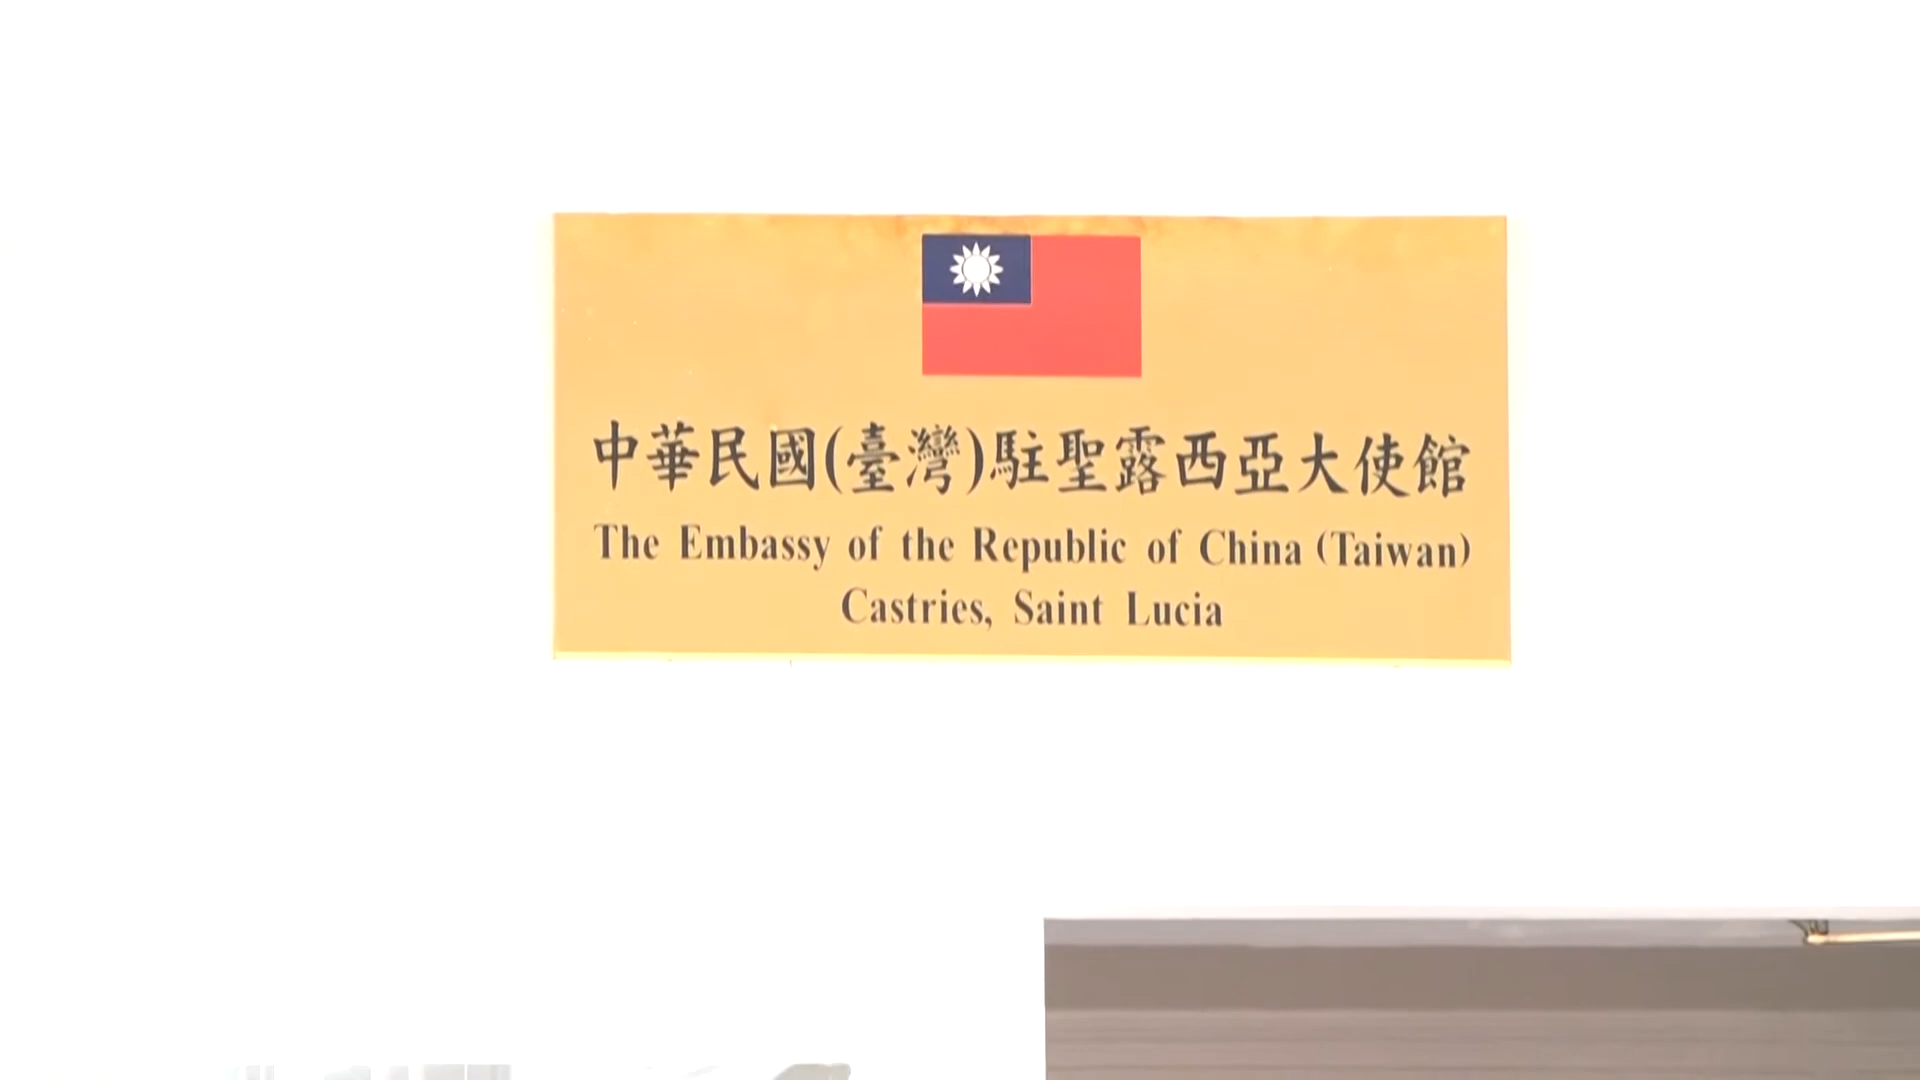 中華民國(臺灣)駐聖露西亞大使館
The Embassy of the Republic of China (Taiwan)
Castries, Saint Lucia